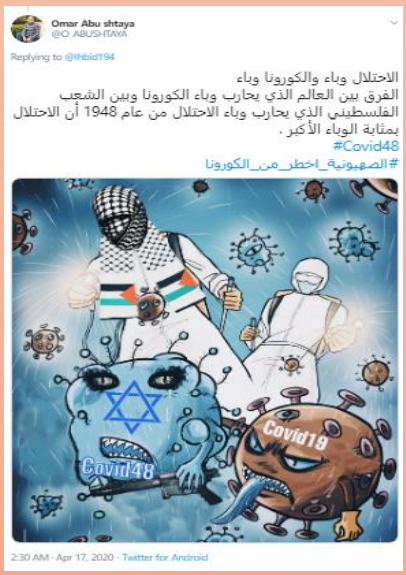 Omar Abu shtaya
@O_ABUSHTAYA
Replying to @ihbid194
الاحتلال وباء والكورونا وباء
الفرق بين العالم الذي يحارب وباء الكورونا وبين الشعب
الفلسطيني الذي يحارب وباء الاحتلال من عام 1948 أن الاحتلال
بمثابة الوباء الأكبر .
#Covid48
#الصهيونية_اخطر_من_الكورونا
Covid19
Covid48
2:30 AM · Apr 17, 2020 · Twitter for Android